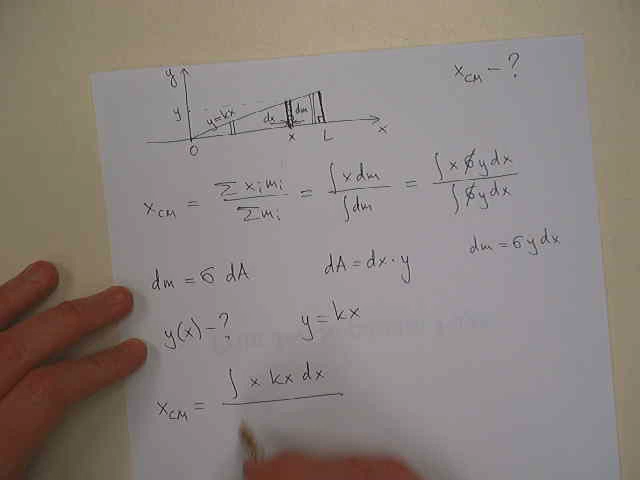 x_CM - ?
y
y
y=kx
dx
dm
0
x
L
x
x_CM = Σ x_i m_i / Σ m_i = ∫ x dm / ∫ dm = ∫ x σ y dx / ∫ σ y dx
dm = σ dA
dA = dx · y
dm = σ y dx
y(x) - ?
y = kx
x_CM = ∫ x kx dx